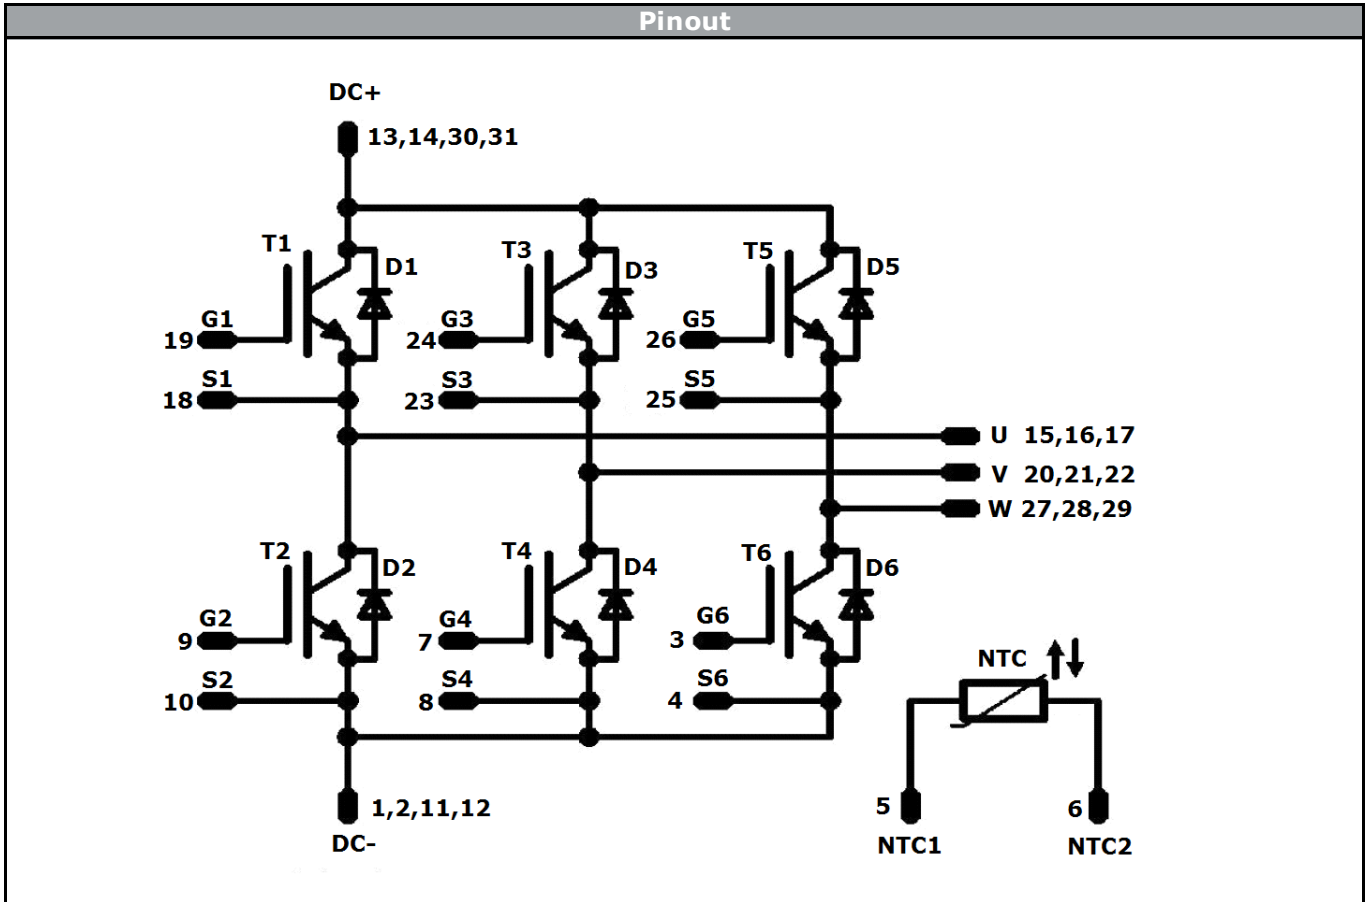 Pinout
DC+
13,14,30,31
T1
D1
T3
D3
T5
D5
G1
19
G3
24
G5
26
S1
18
S3
23
S5
25
U 15,16,17
V 20,21,22
W 27,28,29
T2
D2
T4
D4
T6
D6
G2
9
G4
7
G6
3
S2
10
S4
8
S6
4
NTC
1,2,11,12
DC-
5
6
NTC1
NTC2